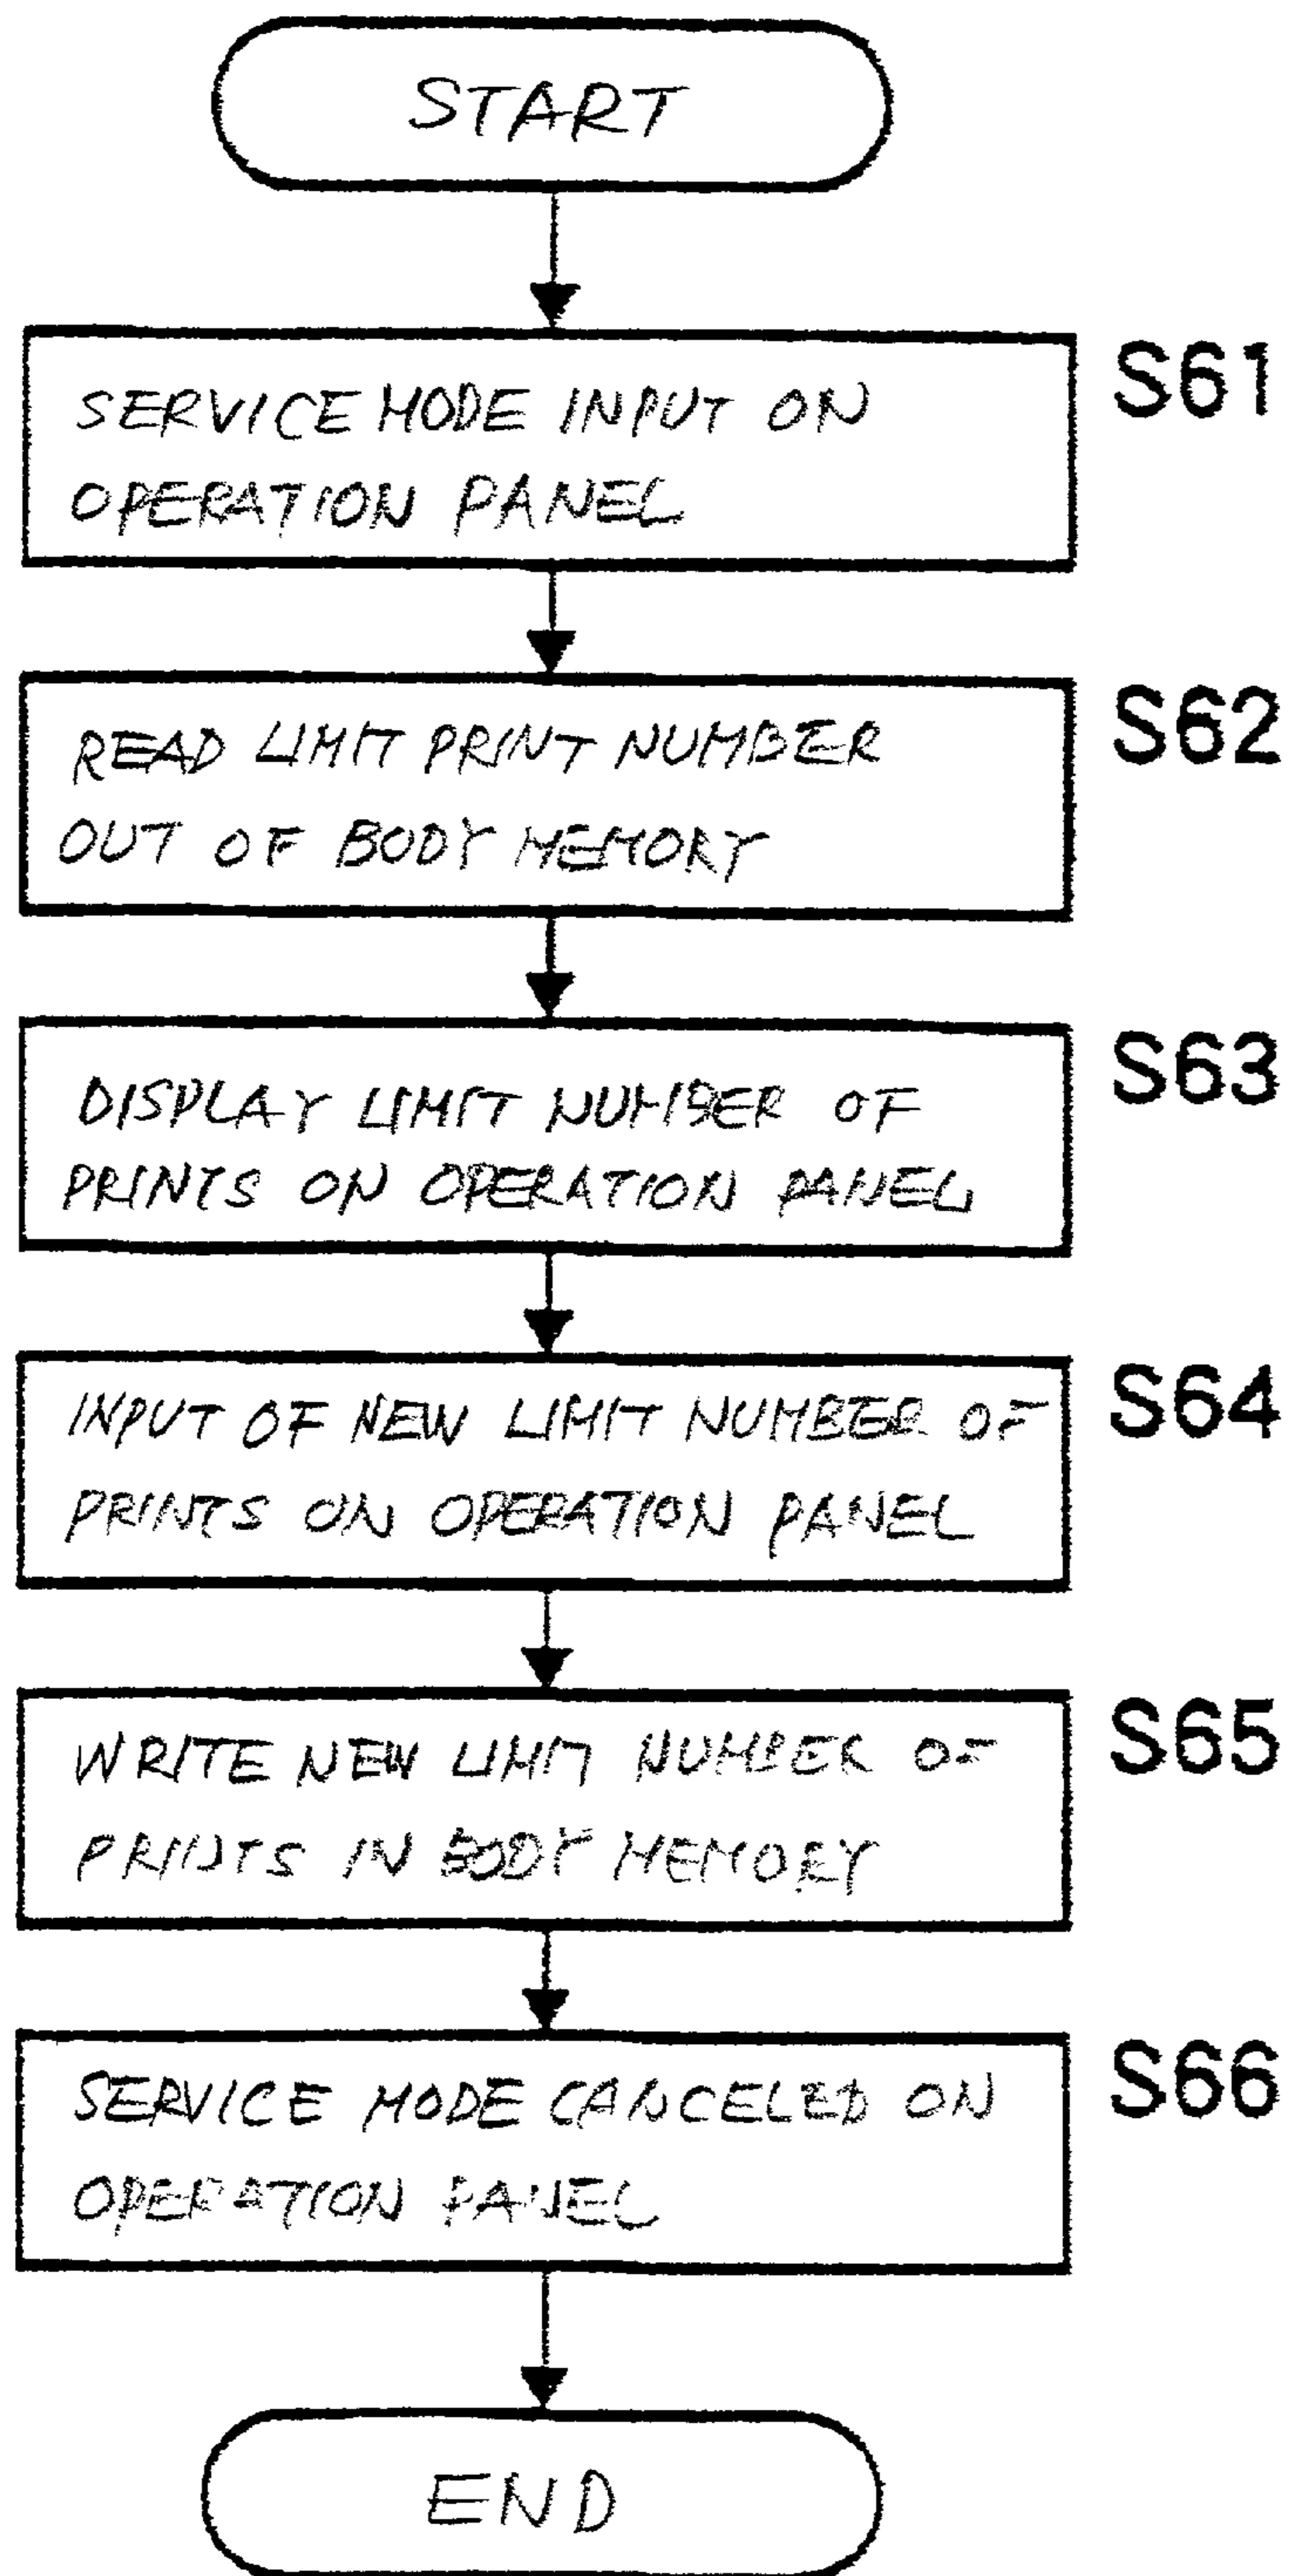 START
SERVICE MODE INPUT ON
OPERATION PANEL
S61
READ LIMIT PRINT NUMBER
OUT OF BODY MEMORY
S62
DISPLAY LIMIT NUMBER OF
PRINTS ON OPERATION PANEL
S63
INPUT OF NEW LIMIT NUMBER OF
PRINTS ON OPERATION PANEL
S64
WRITE NEW LIMIT NUMBER OF
PRINTS IN BODY MEMORY
S65
SERVICE MODE CANCELED ON
OPERATION PANEL
S66
END